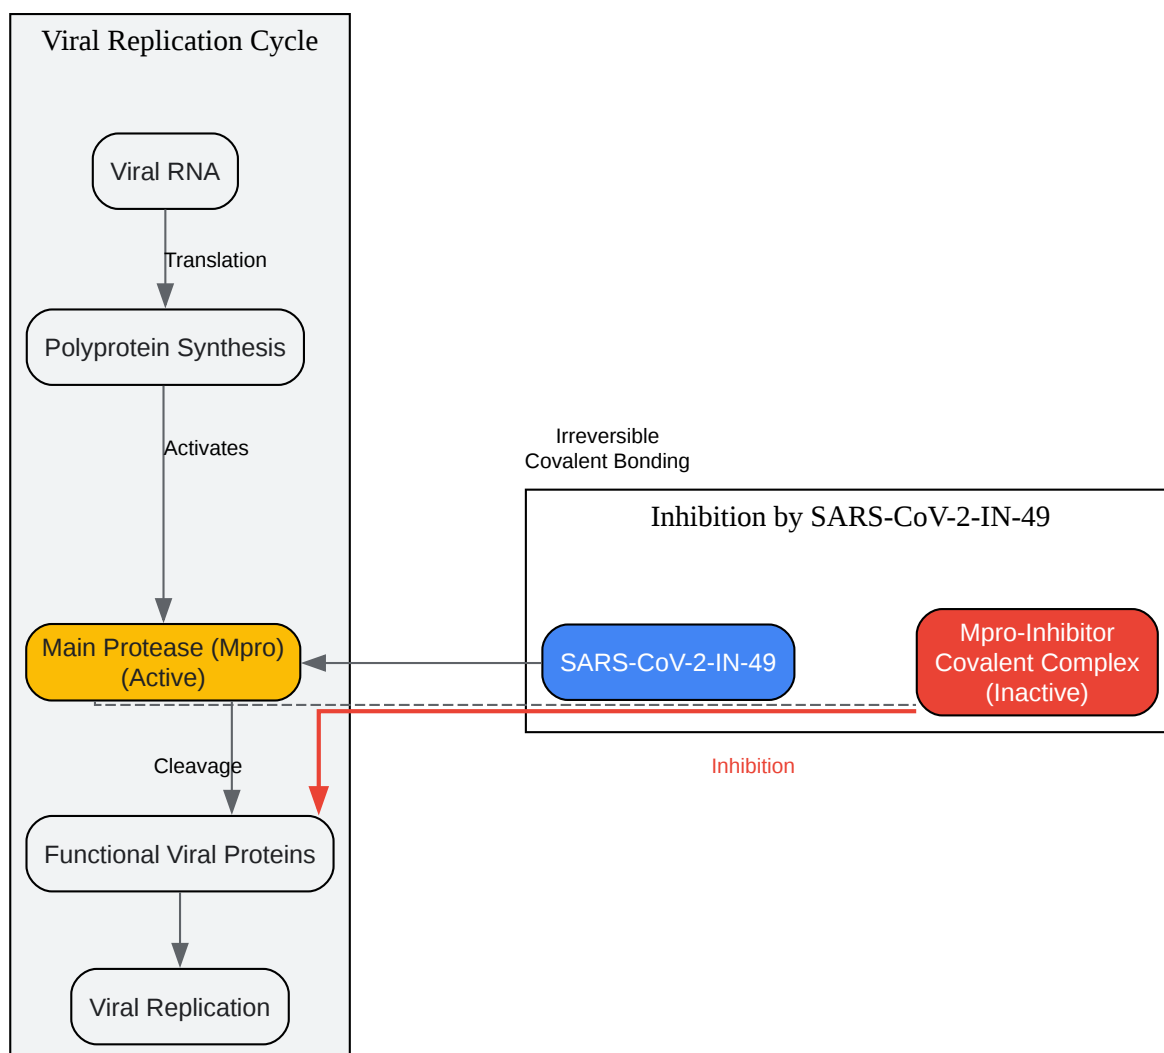 Viral Replication Cycle
Viral RNA
Translation
Polyprotein Synthesis
Activates
Main Protease (Mpro)
(Active)
Cleavage
Functional Viral Proteins
Viral Replication
Irreversible
Covalent Bonding
Inhibition by SARS-CoV-2-IN-49
SARS-CoV-2-IN-49
Mpro-Inhibitor
Covalent Complex
(Inactive)
Inhibition